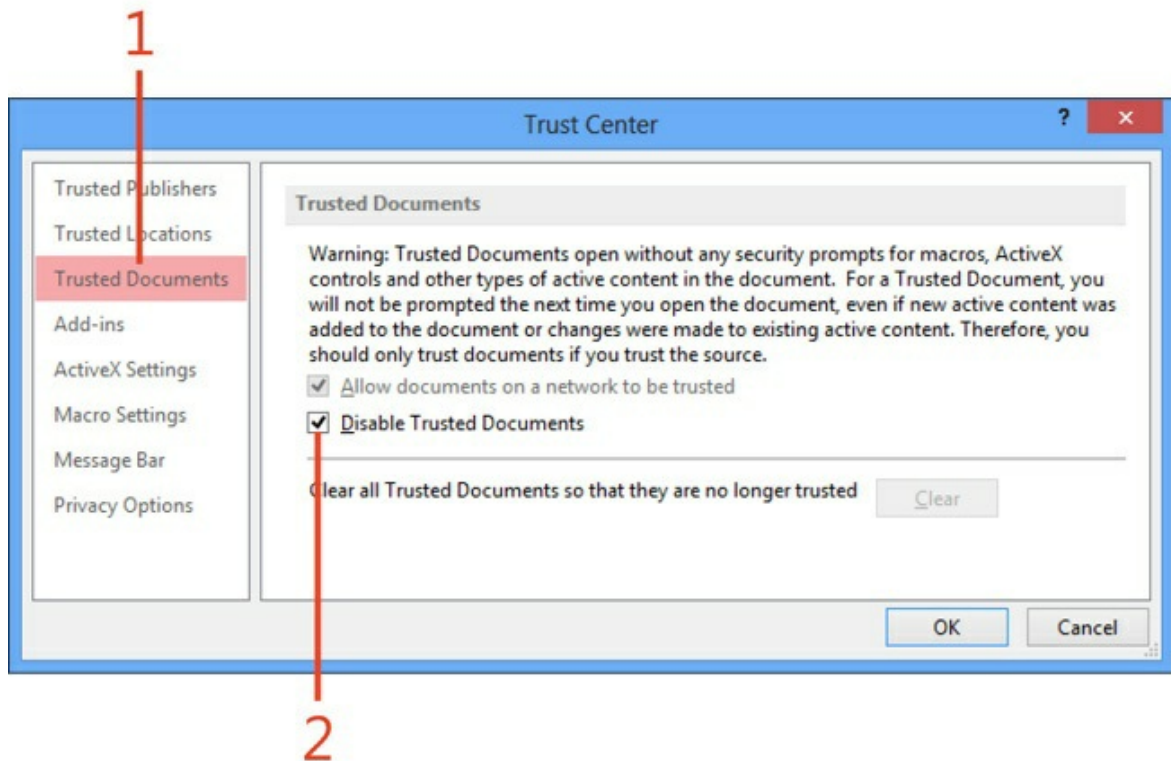 1
Trust Center
?
Trusted Publishers
Trusted Locations
Trusted Documents
Add-ins
ActiveX Settings
Macro Settings
Message Bar
Privacy Options
Trusted Documents
Warning: Trusted Documents open without any security prompts for macros, ActiveX
controls and other types of active content in the document. For a Trusted Document, you
will not be prompted the next time you open the document, even if new active content was
added to the document or changes were made to existing active content. Therefore, you
should only trust documents if you trust the source.
Allow documents on a network to be trusted
Disable Trusted Documents
Clear all Trusted Documents so that they are no longer trusted
Clear
OK
Cancel
2